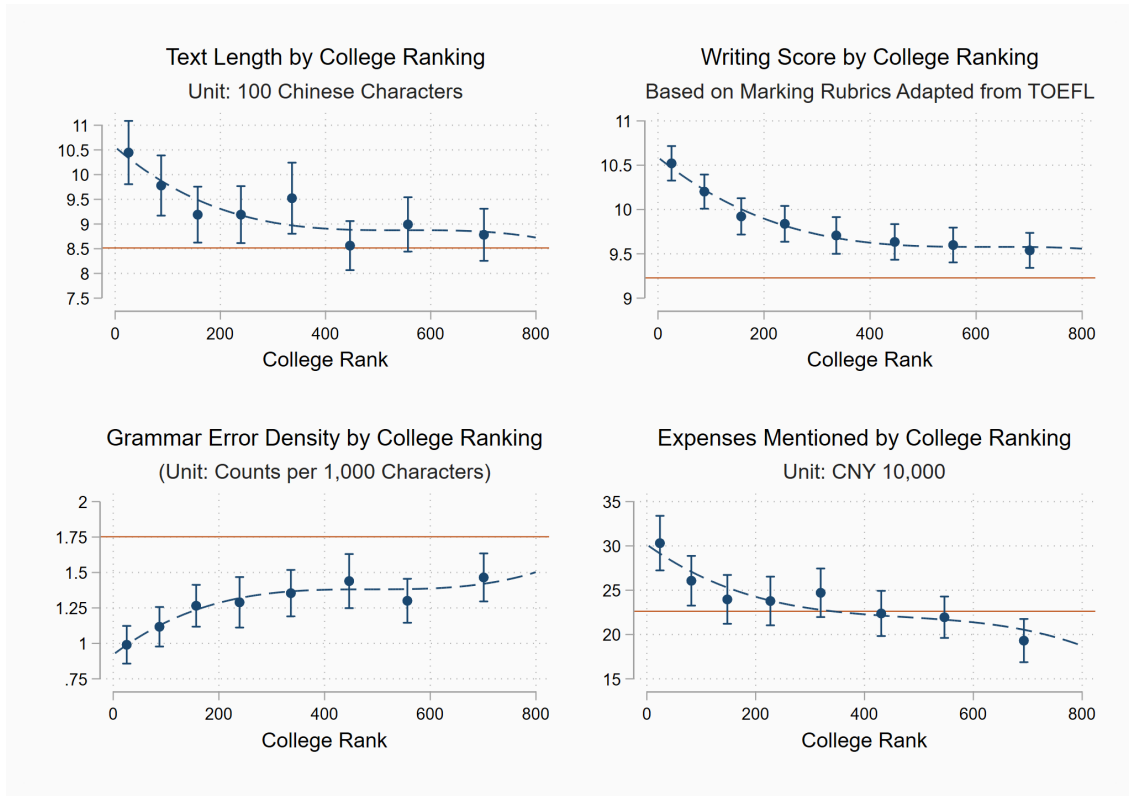 Text Length by College Ranking
Unit: 100 Chinese Characters
11
10.5
10
9.5
9
8.5
8
7.5
0 200 400 600 800
College Rank
Writing Score by College Ranking
Based on Marking Rubrics Adapted from TOEFL
11
10.5
10
9.5
9
0 200 400 600 800
College Rank
Grammar Error Density by College Ranking
(Unit: Counts per 1,000 Characters)
2
1.75
1.5
1.25
1
.75
0 200 400 600 800
College Rank
Expenses Mentioned by College Ranking
Unit: CNY 10,000
35
30
25
20
15
0 200 400 600 800
College Rank